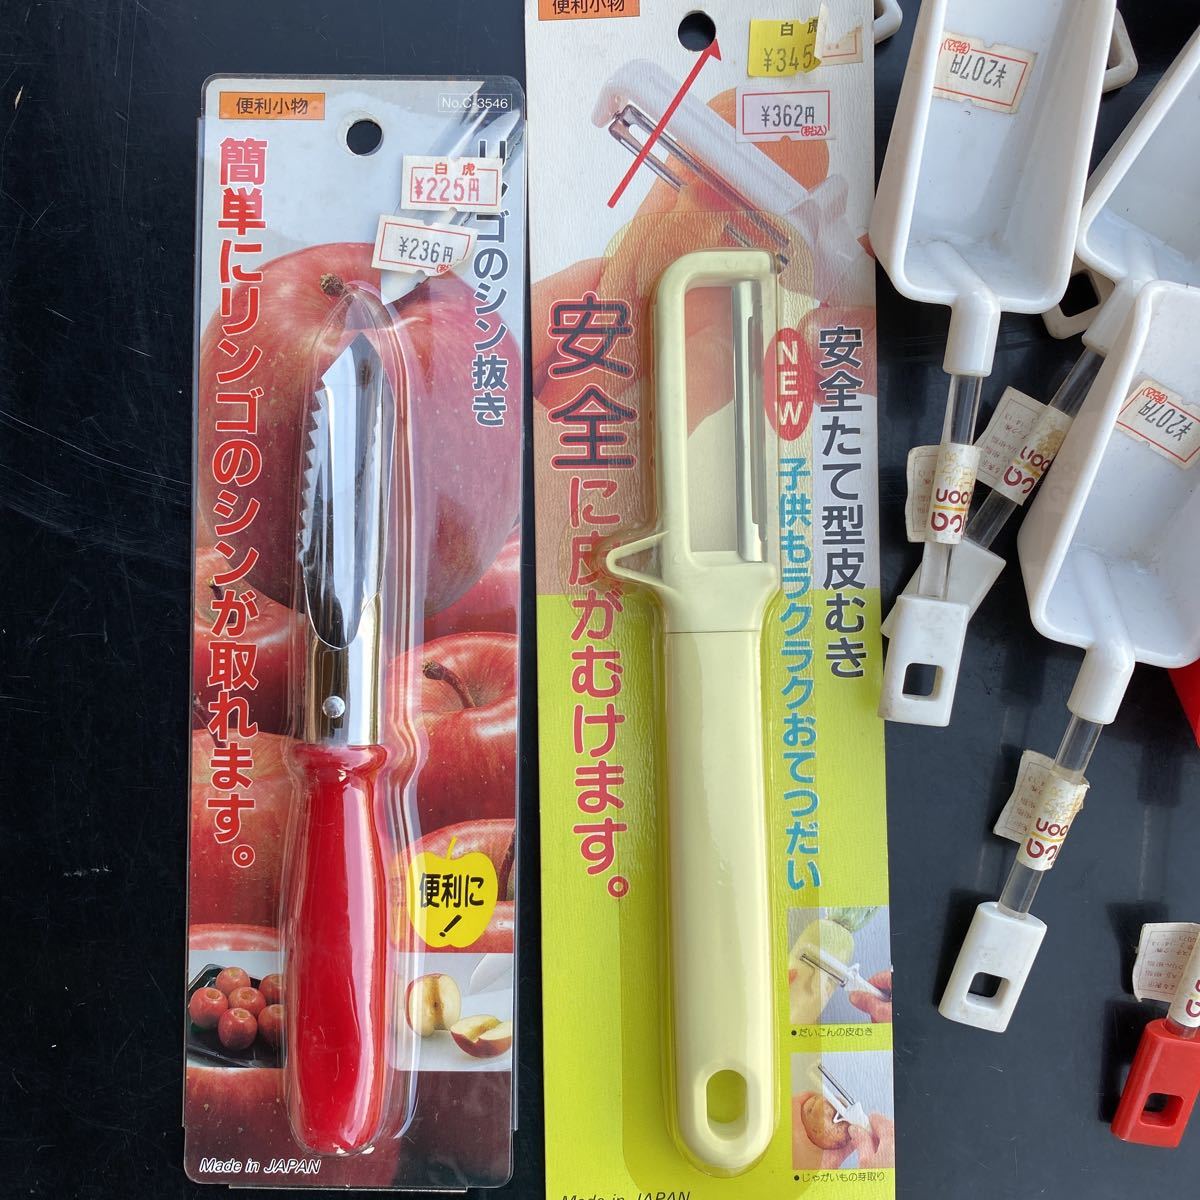 便利小物
No.C-3546
簡単にリンゴのシンが取れます。
リンゴのシン抜き
白虎
¥225円
¥236円
(税込)
便利に!
Made in JAPAN
便利小物
白虎
¥345
¥362円
(税込)
安全に皮がむけます。
安全たて型皮むき
NEW
子供もラクラクおてつだい
●だいこんの皮むき
●じゃがいもの芽取り
Made in JAPAN
¥207円
¥207円